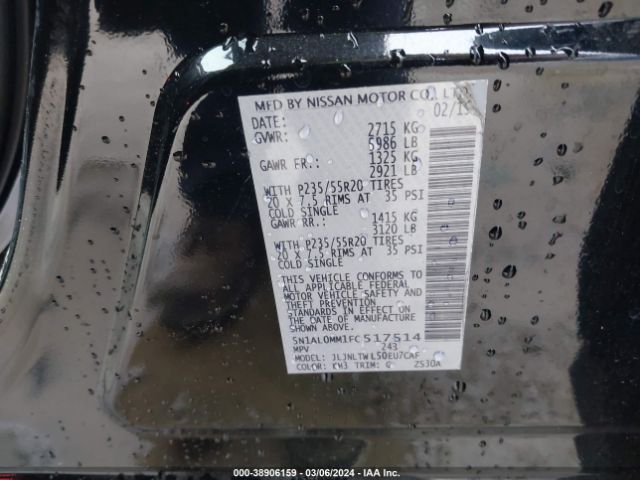 MFD BY NISSAN MOTOR CO., LTD
DATE: 02/15
GVWR: 2715 KG
5986 LB
GAWR FR.: 1325 KG
2921 LB
WITH P235/55R20 TIRES
20 X 7.5 RIMS AT 35 PSI
COLD SINGLE
GAWR RR.: 1415 KG
3120 LB
WITH P235/55R20 TIRES
20 X 7.5 RIMS AT 35 PSI
COLD SINGLE
THIS VEHICLE CONFORMS TO
ALL APPLICABLE FEDERAL
MOTOR VEHICLE SAFETY AND
THEFT PREVENTION
STANDARDS IN EFFECT ON
THE DATE OF MANUFACTURE
SHOWN ABOVE.
5N1AL0MM1FC517514
MPV 243
MODEL: JLJNLTWL50EU7CAF
COLOR: KH3 TRIM: G ZS30A
000-38906159 - 03/06/2024 - IAA Inc.